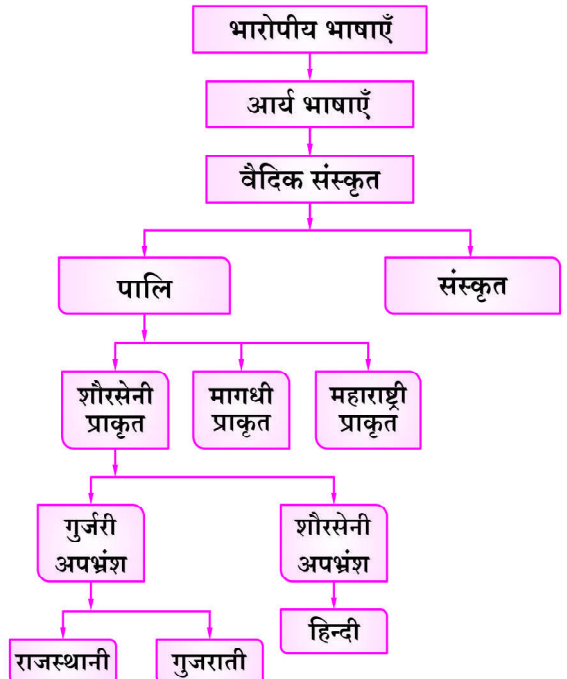 भारोपीय भाषाएँ
आर्य भाषाएँ
वैदिक संस्कृत
पालि
संस्कृत
शौरसेनी
प्राकृत
मागधी
प्राकृत
महाराष्ट्री
प्राकृत
गुर्जरी
अपभ्रंश
शौरसेनी
अपभ्रंश
हिन्दी
राजस्थानी
गुजराती